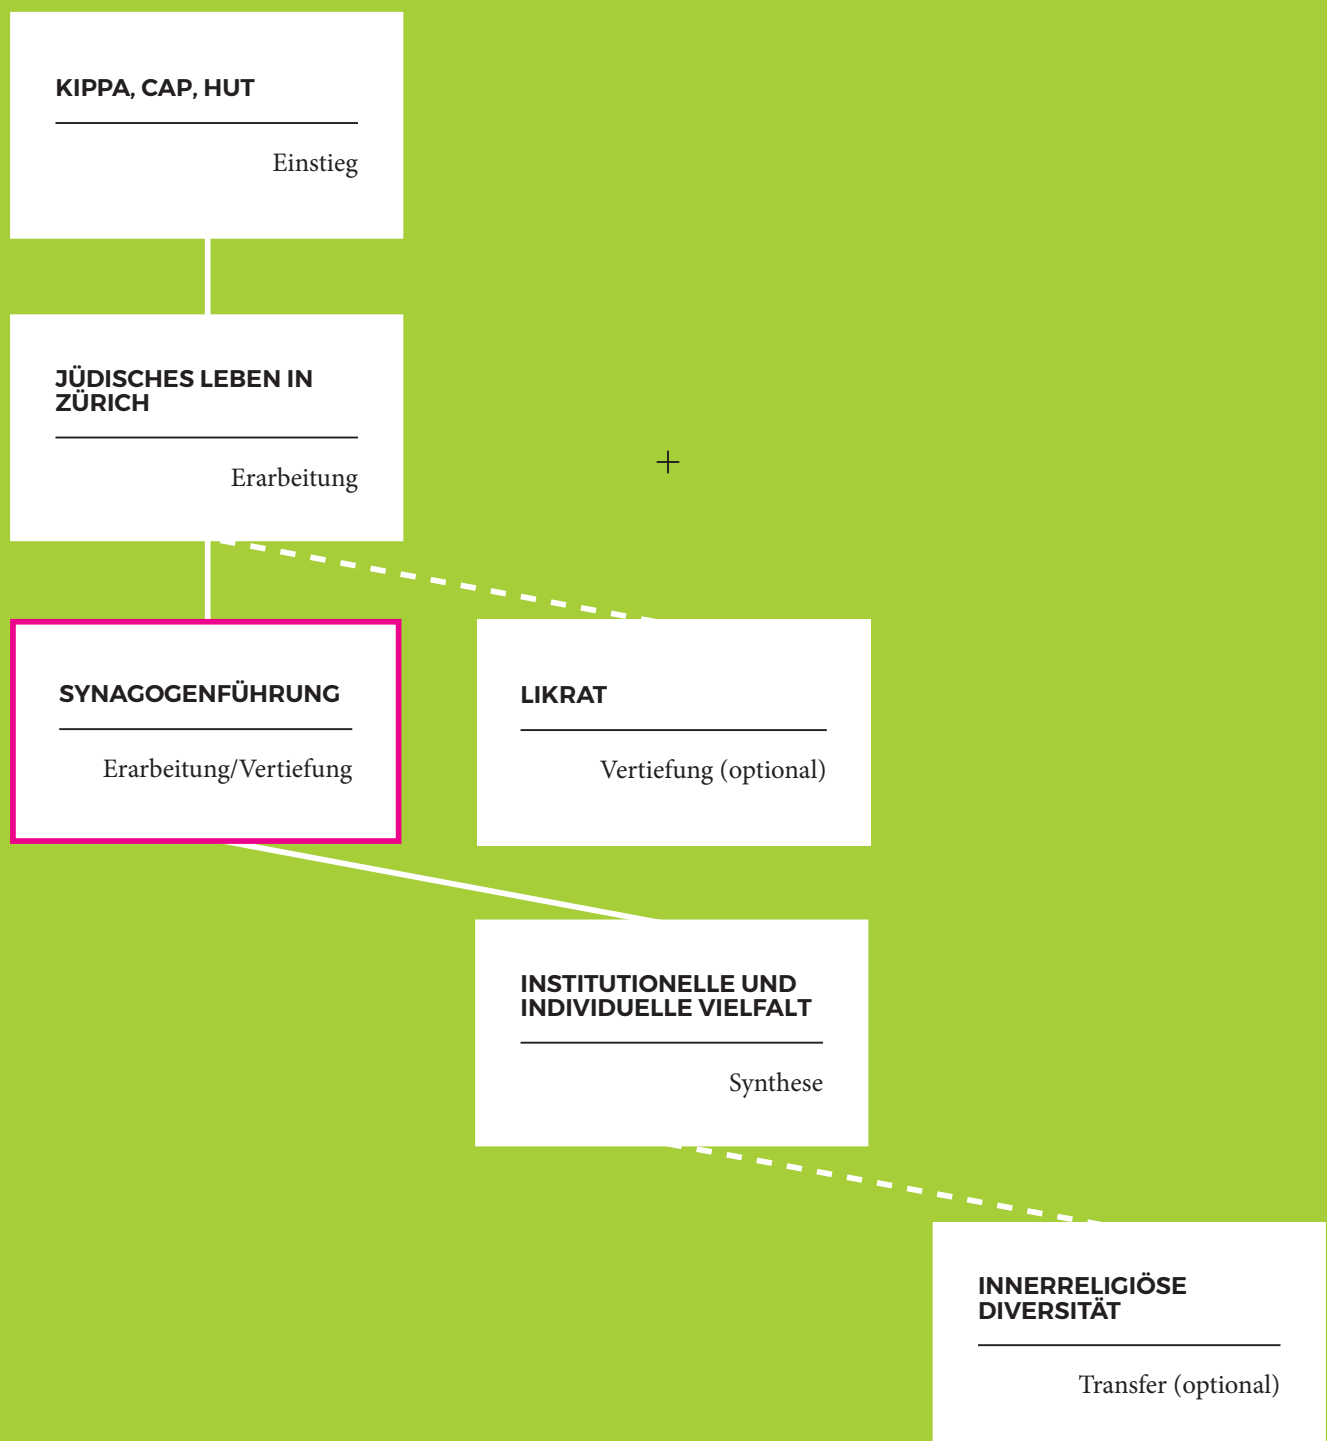 KIPPA, CAP, HUT
Einstieg
JÜDISCHES LEBEN IN
ZÜRICH
Erarbeitung
SYNAGOGENFÜHRUNG
Erarbeitung/Vertiefung
LIKRAT
Vertiefung (optional)
INSTITUTIONELLE UND
INDIVIDUELLE VIELFALT
Synthese
INNERRELIGIÖSE
DIVERSITÄT
Transfer (optional)